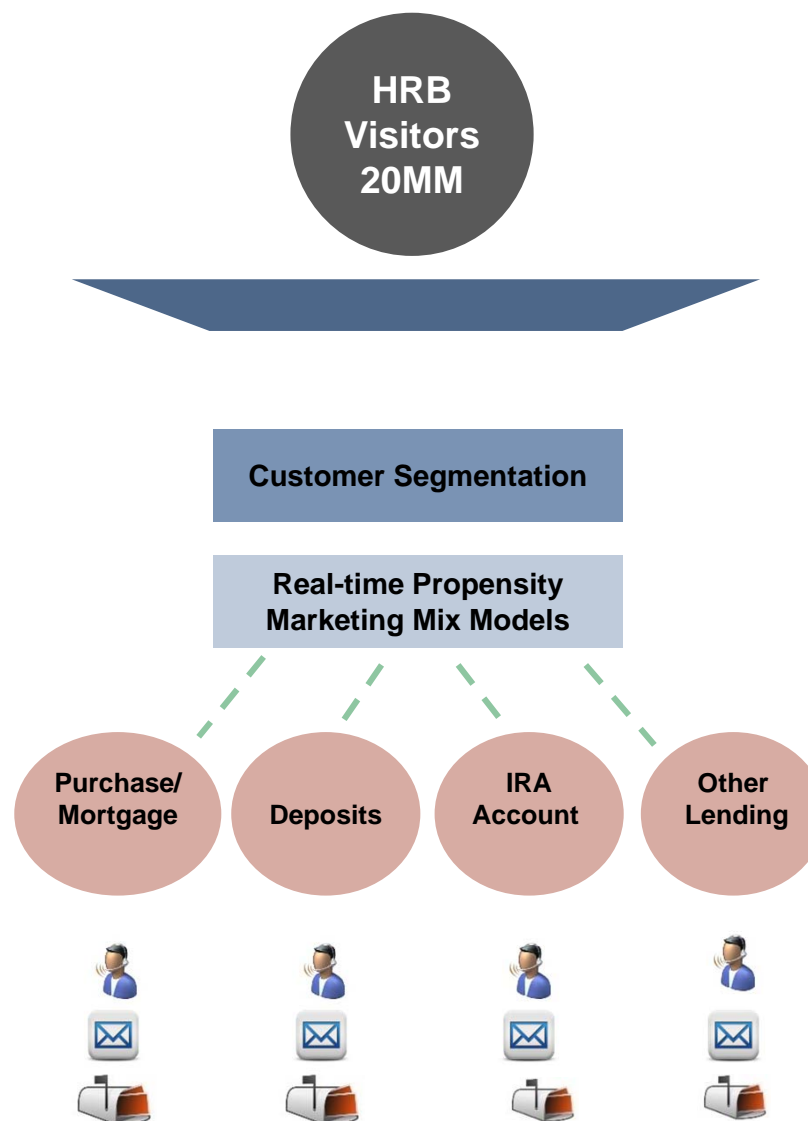 HRB
Visitors
20MM
Customer Segmentation
Real-time Propensity
Marketing Mix Models
Purchase/
Mortgage
Deposits
IRA
Account
Other
Lending